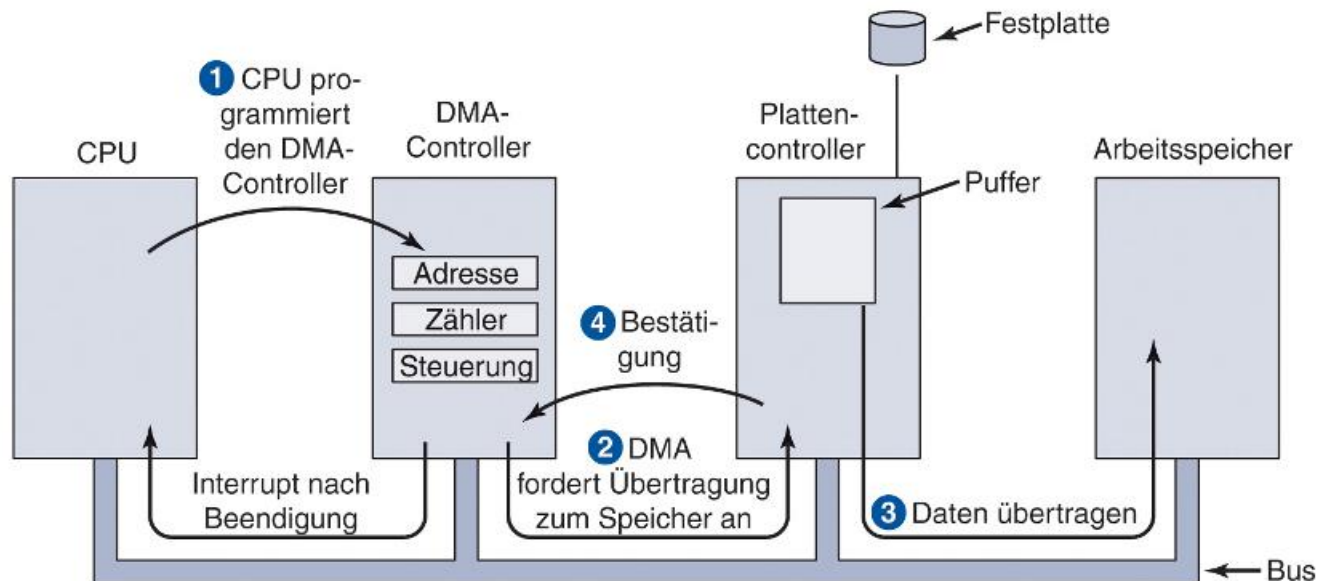 Festplatte
1 CPU pro-
grammiert
den DMA-
Controller
CPU
DMA-
Controller
Platten-
controller
Arbeitsspeicher
Puffer
Adresse
Zähler
Steuerung
4 Bestäti-
gung
Interrupt nach
Beendigung
2 DMA
fordert Übertragung
zum Speicher an
3 Daten übertragen
Bus